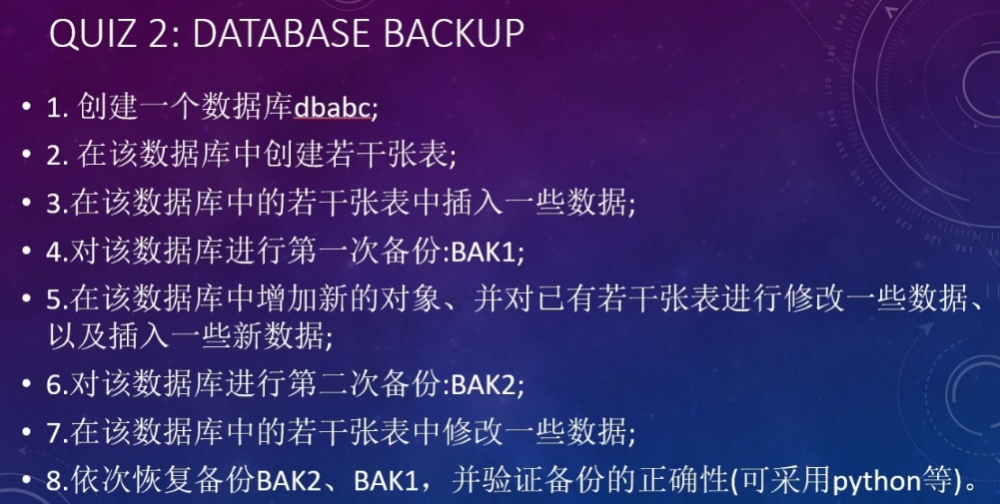 QUIZ 2: DATABASE BACKUP
• 1. 创建一个数据库dbabc;
• 2. 在该数据库中创建若干张表;
• 3.在该数据库中的若干张表中插入一些数据;
• 4.对该数据库进行第一次备份:BAK1;
• 5.在该数据库中增加新的对象、并对已有若干张表进行修改一些数据、
以及插入一些新数据;
• 6.对该数据库进行第二次备份:BAK2;
• 7.在该数据库中的若干张表中修改一些数据;
• 8.依次恢复备份BAK2、BAK1，并验证备份的正确性(可采用python等)。